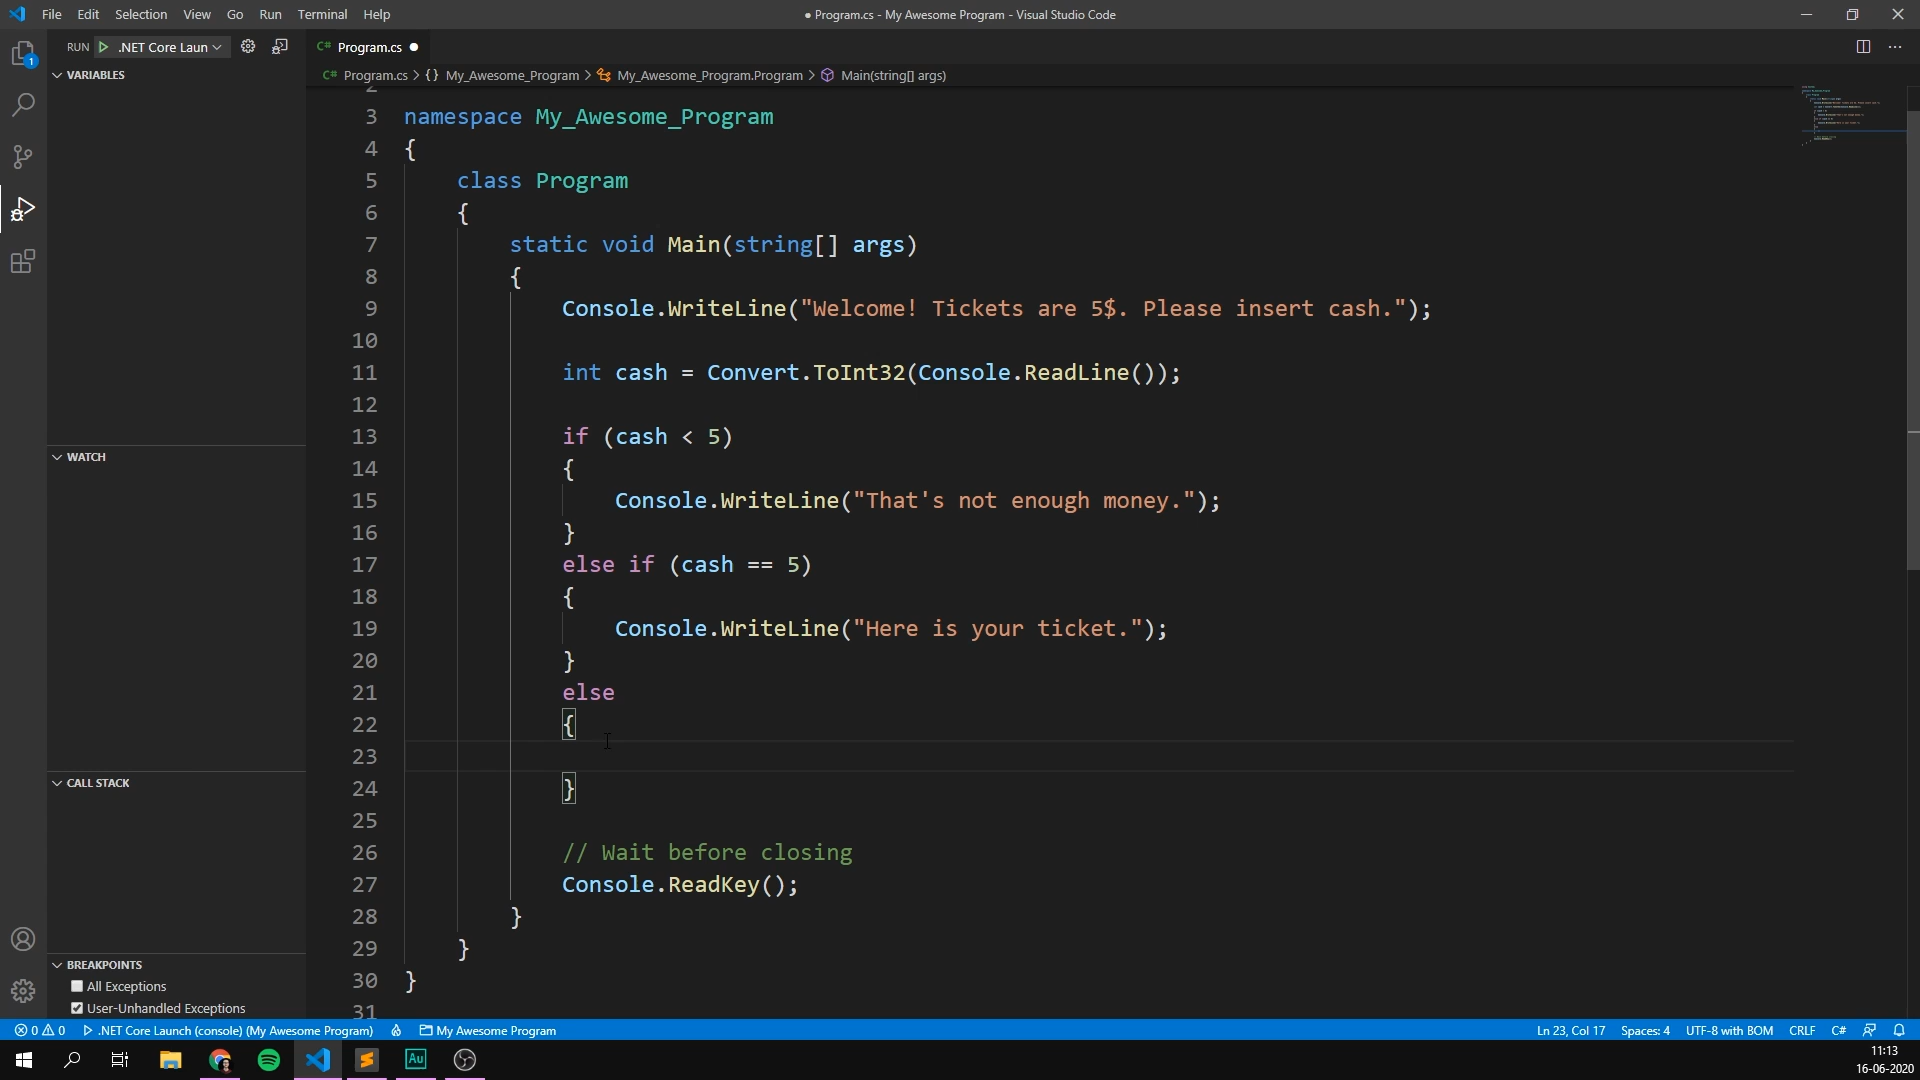 File Edit Selection View Go Run Terminal Help
● Program.cs - My Awesome Program - Visual Studio Code
RUN .NET Core Laun
C# Program.cs ●
VARIABLES
C# Program.cs > {} My_Awesome_Program > My_Awesome_Program.Program > Main(string[] args)
1
2
3 namespace My_Awesome_Program
4 {
5 class Program
6 {
7 static void Main(string[] args)
8 {
9 Console.WriteLine("Welcome! Tickets are 5$. Please insert cash.");
10
11 int cash = Convert.ToInt32(Console.ReadLine());
12
13 if (cash < 5)
14 {
15 Console.WriteLine("That's not enough money.");
16 }
17 else if (cash == 5)
18 {
19 Console.WriteLine("Here is your ticket.");
20 }
21 else
22 {
23
24 }
25
26 // Wait before closing
27 Console.ReadKey();
28 }
29 }
30 }
31
WATCH
CALL STACK
BREAKPOINTS
All Exceptions
User-Unhandled Exceptions
0 0 .NET Core Launch (console) (My Awesome Program) My Awesome Program
Ln 23, Col 17 Spaces: 4 UTF-8 with BOM CRLF C#
Au
11:13
16-06-2020